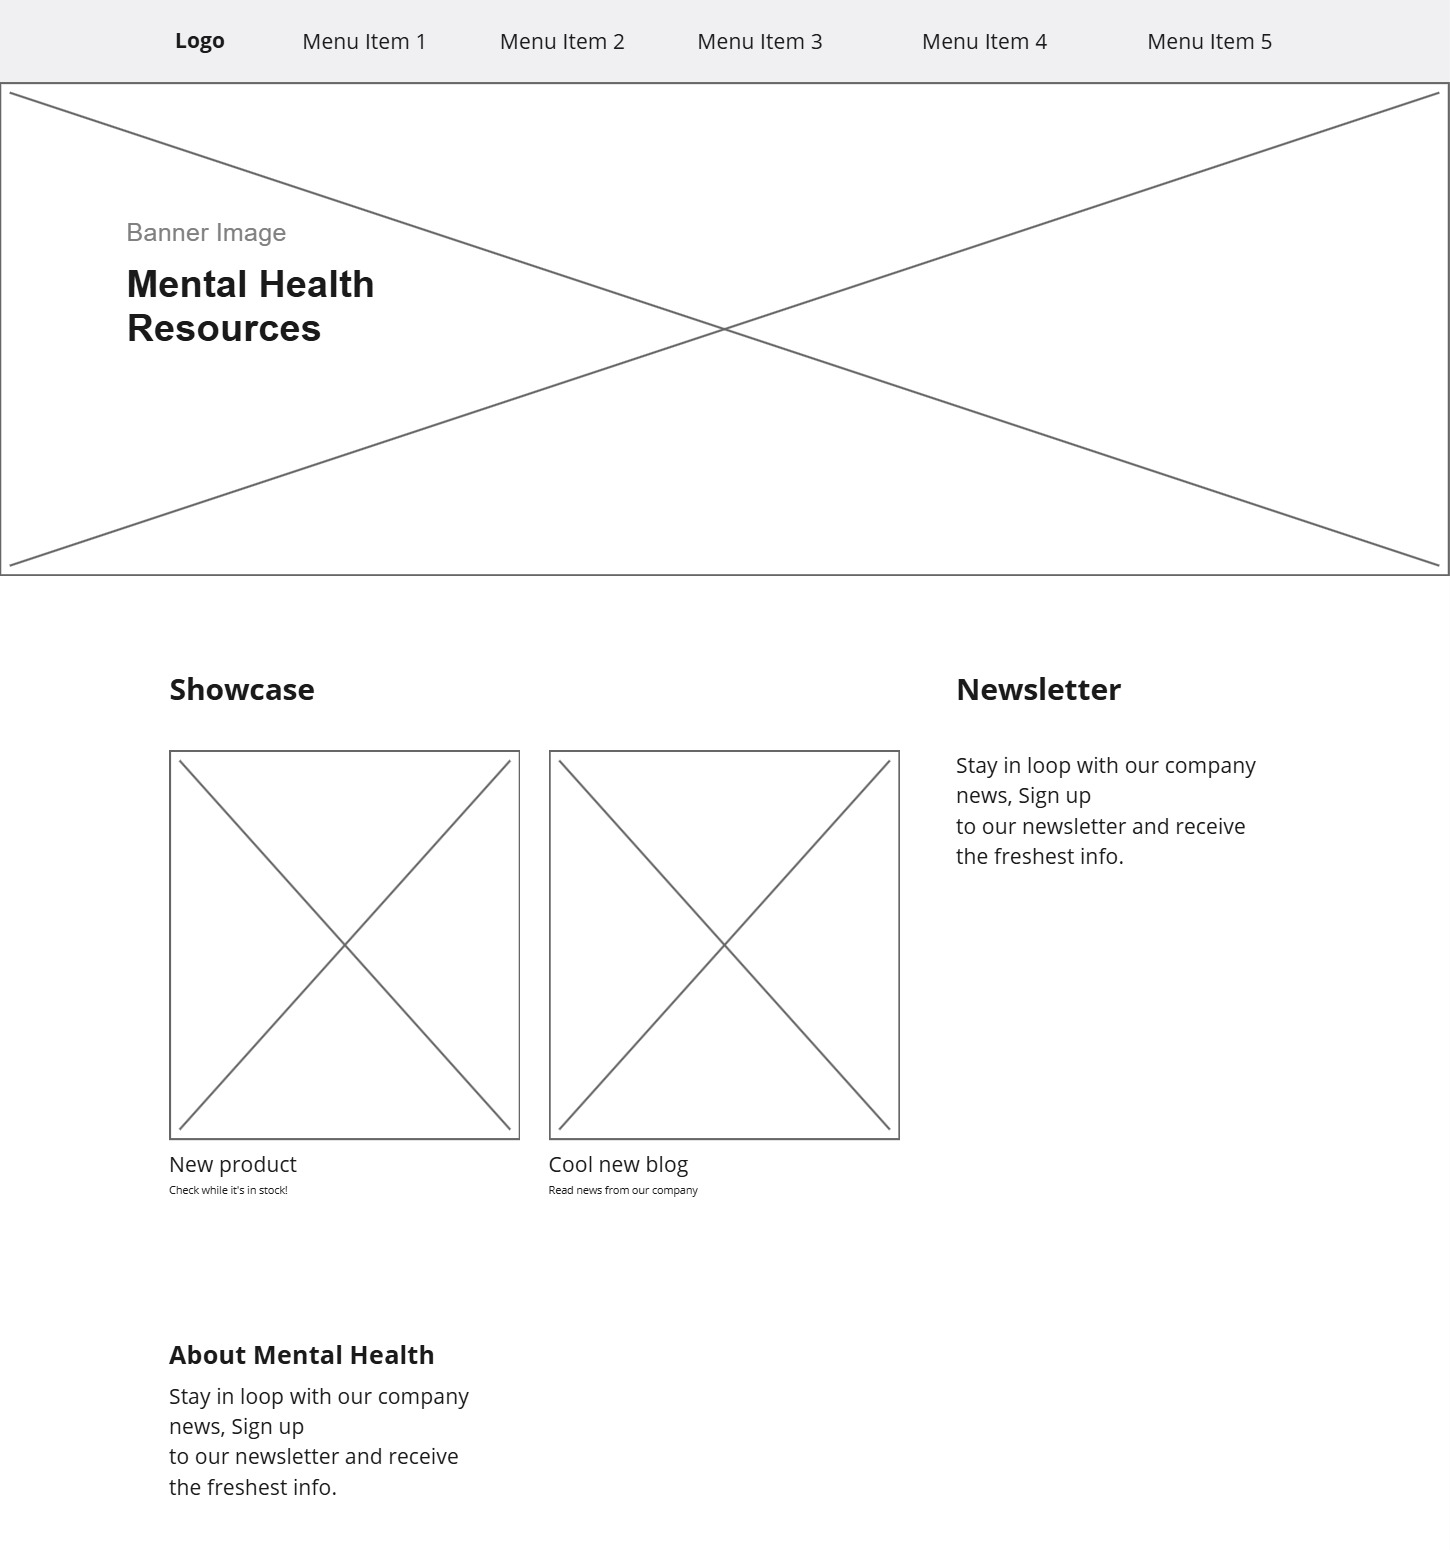 Logo
Menu Item 1
Menu Item 2
Menu Item 3
Menu Item 4
Menu Item 5
Banner Image
Mental Health
Resources
Showcase
New product
Check while it's in stock!
Cool new blog
Read news from our company
Newsletter
Stay in loop with our company
news, Sign up
to our newsletter and receive
the freshest info.
About Mental Health
Stay in loop with our company
news, Sign up
to our newsletter and receive
the freshest info.